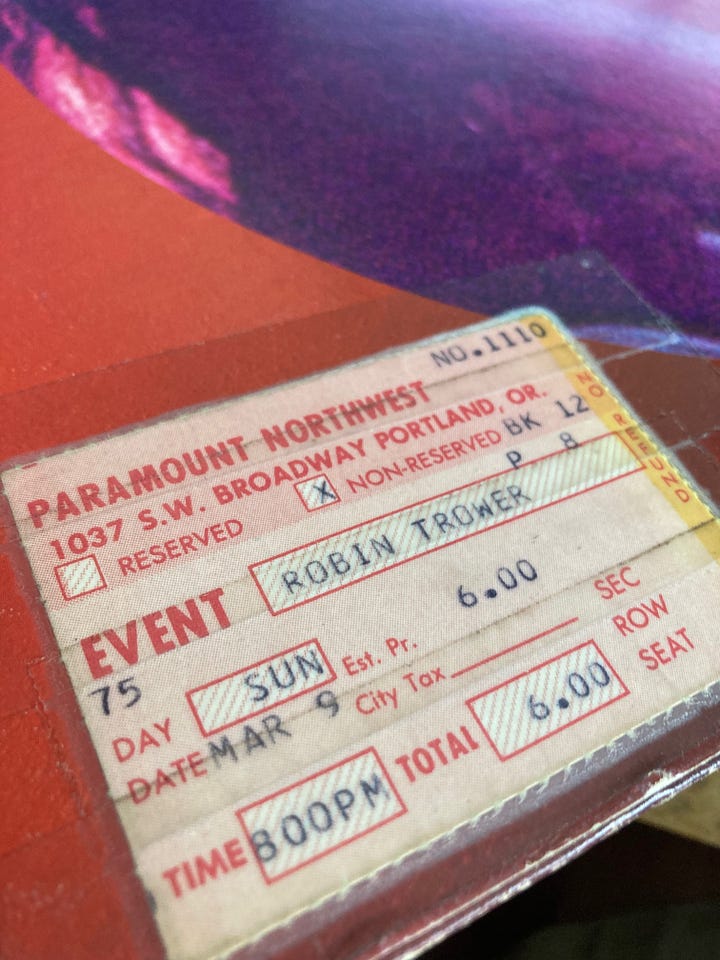 NO.1110
PARAMOUNT NORTHWEST
1037 S.W. BROADWAY PORTLAND, OR.
RESERVED X NON-RESERVED BK 12
P 8
NO REFUND
EVENT ROBIN TROWER
75
6.00
DAY SUN Est. Pr. SEC
DATE MAR 9 City Tax ROW
TIME 800PM TOTAL 6.00 SEAT